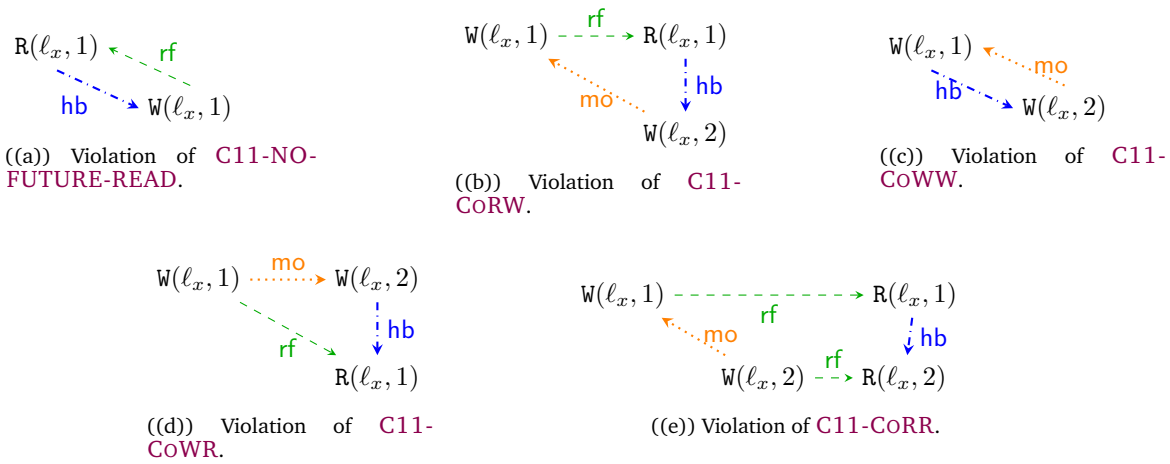 R(ℓx, 1)
rf
hb
W(ℓx, 1)
((a)) Violation of C11-NO-
FUTURE-READ.
W(ℓx, 1)
rf
R(ℓx, 1)
mo
hb
W(ℓx, 2)
((b)) Violation of C11-
CORW.
W(ℓx, 1)
mo
hb
W(ℓx, 2)
((c)) Violation of C11-
COWW.
W(ℓx, 1)
mo
W(ℓx, 2)
rf
hb
R(ℓx, 1)
((d)) Violation of C11-
COWR.
W(ℓx, 1)
rf
R(ℓx, 1)
mo
hb
W(ℓx, 2)
rf
R(ℓx, 2)
((e)) Violation of C11-CORR.